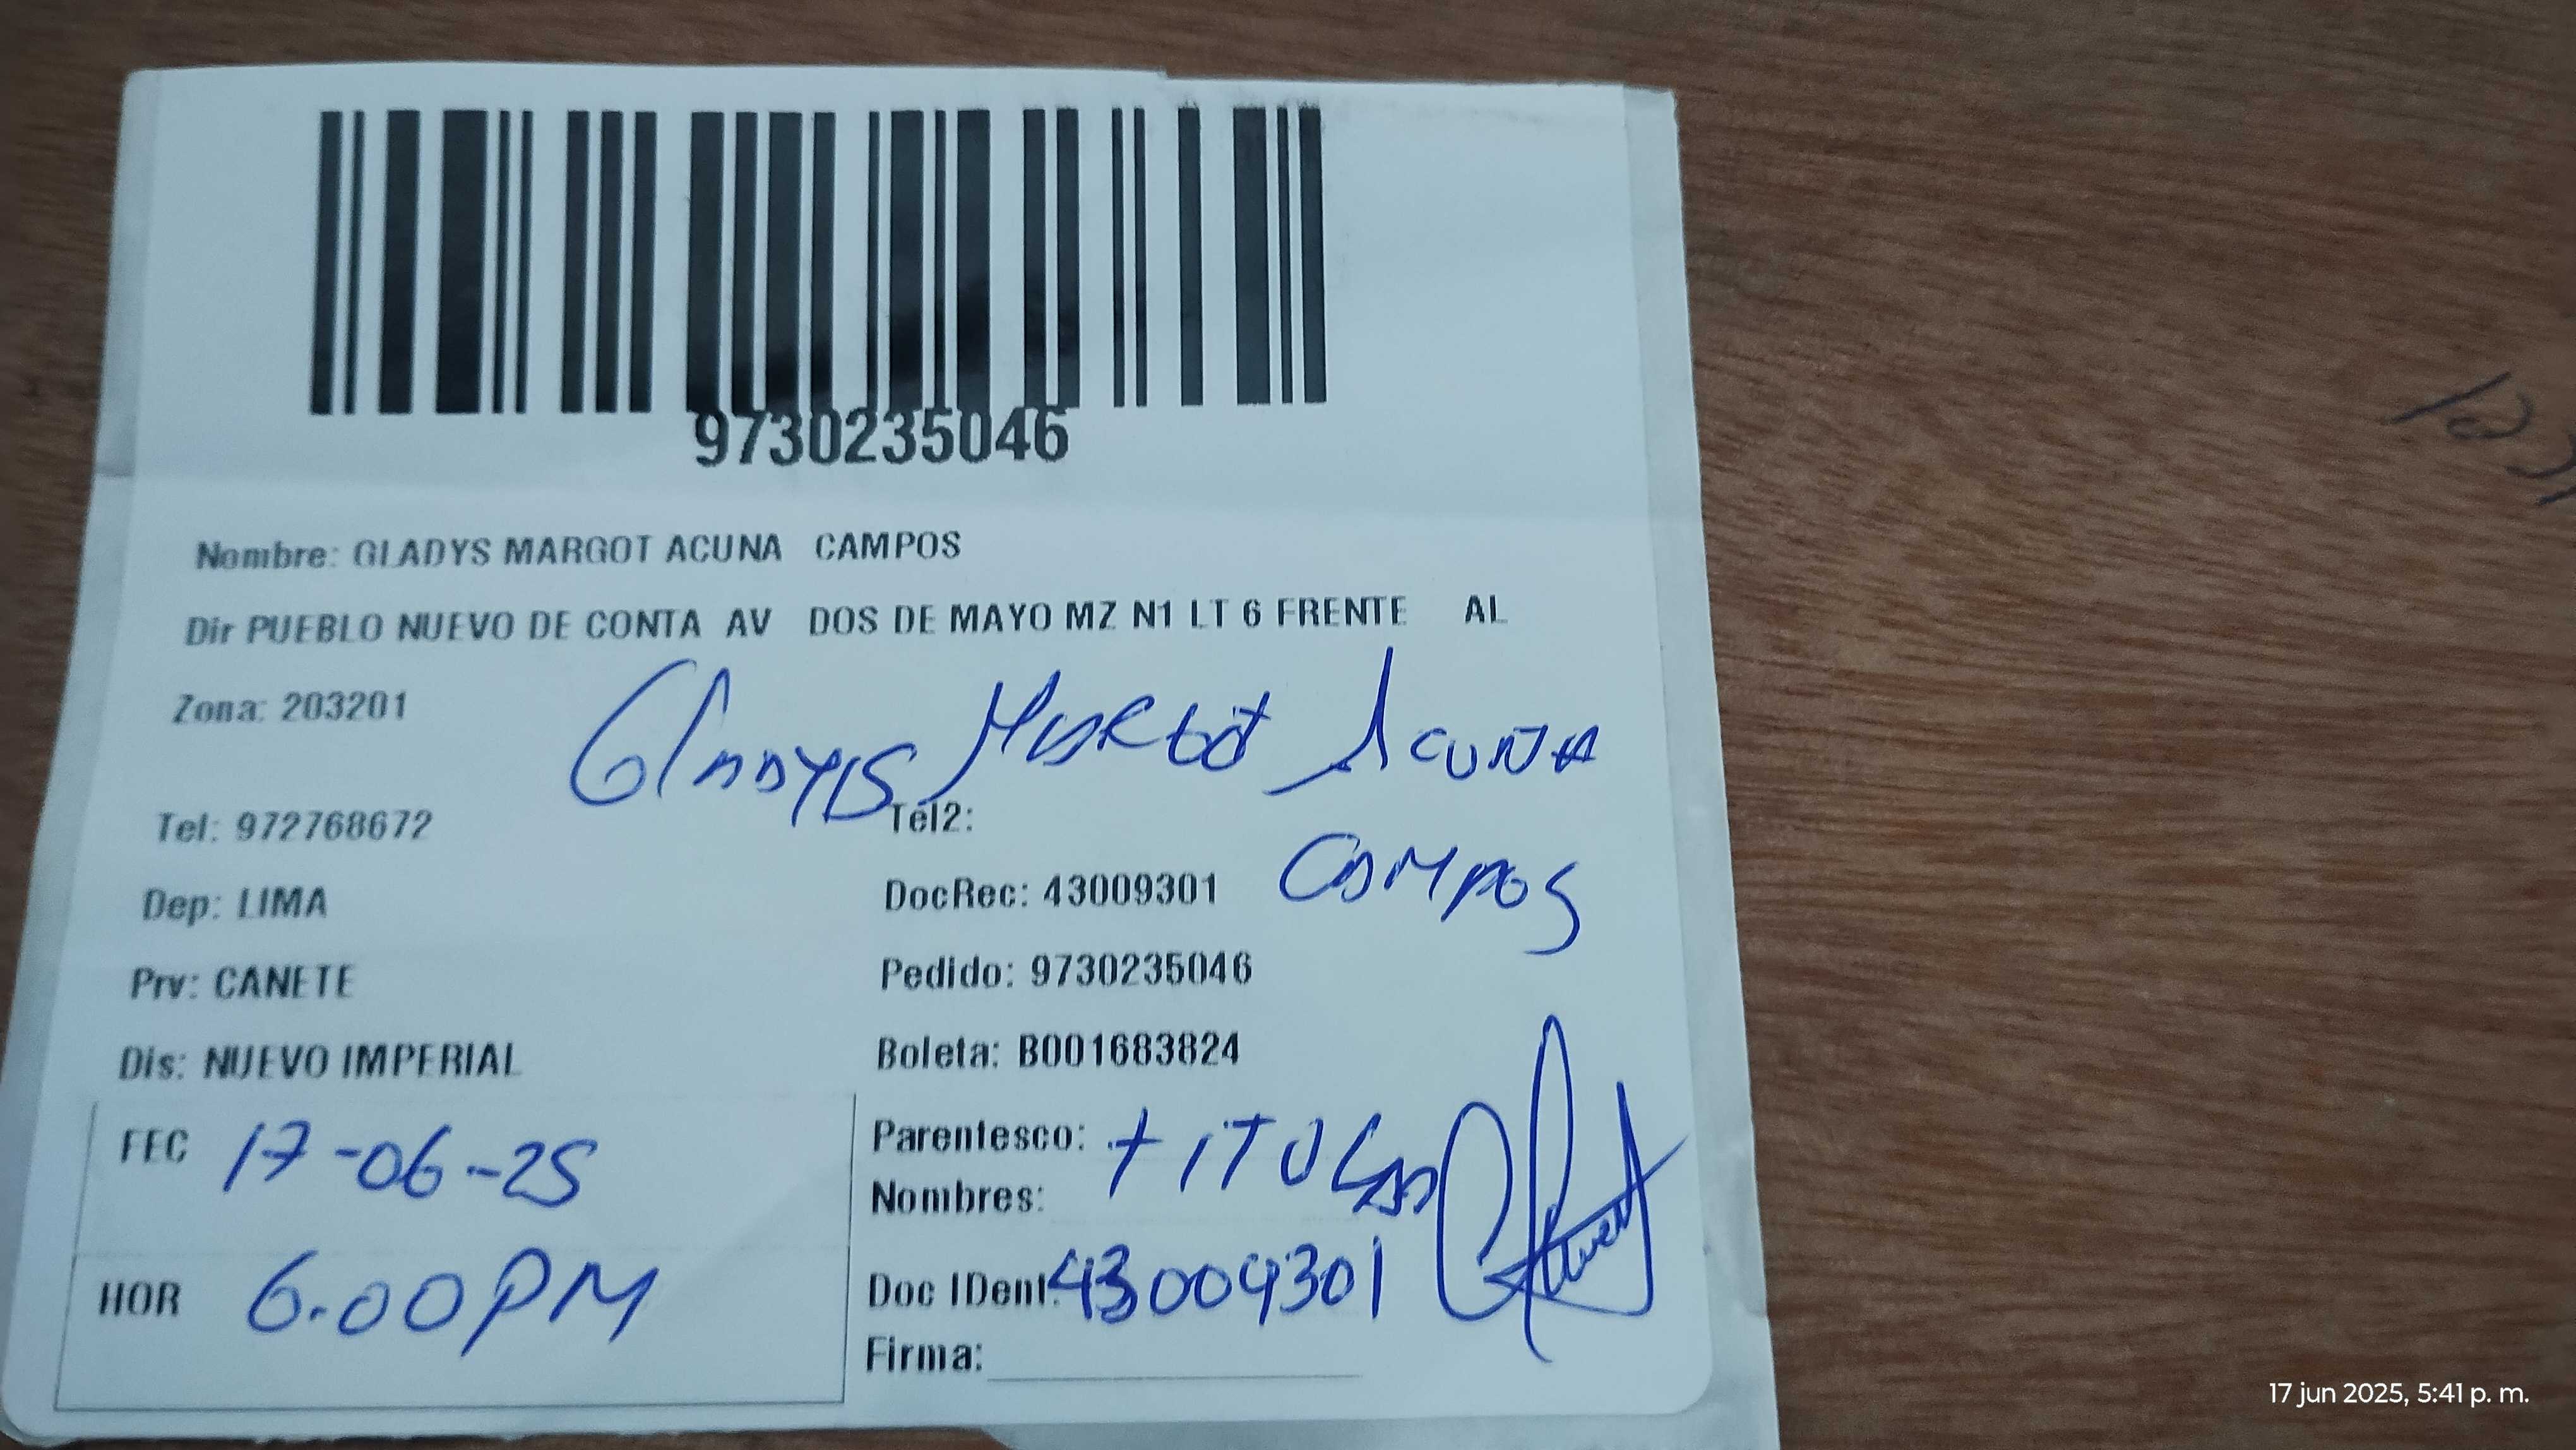 9730235046
Nombre: GLADYS MARGOT ACUNA CAMPOS
Dir PUEBLO NUEVO DE CONTA AV DOS DE MAYO MZ N1 LT 6 FRENTE AL
Zona: 203201
Gladys Margot Acuña
Tel: 972768672 Tel2:
Campos
Dep: LIMA DocRec: 43009301
Prv: CANETE Pedido: 9730235046
Dis: NUEVO IMPERIAL Boleta: B001683824
FEC 17-06-25 Parentesco: TITULAR
Nombres:
HOR 6.00 PM Doc IDent: 43009301
Firma:
17 jun 2025, 5:41 p. m.